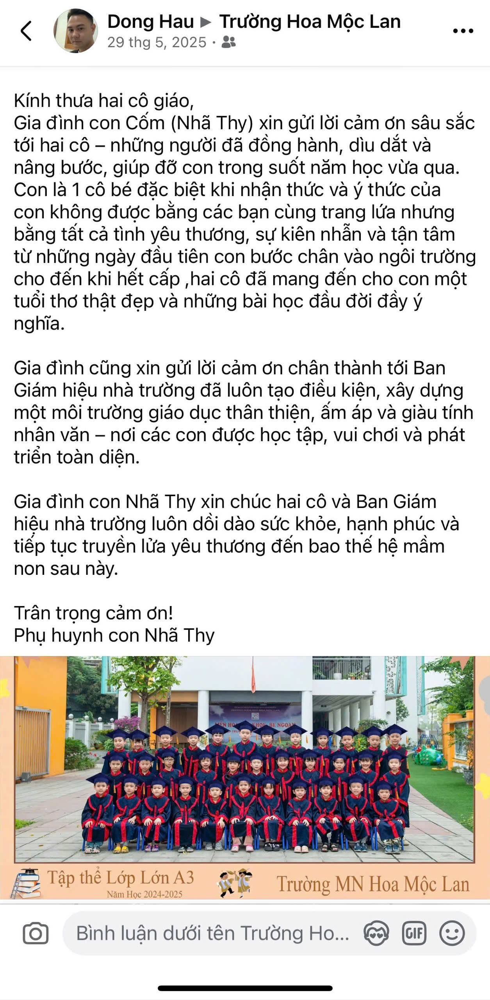 Dong Hau ▶ Trường Hoa Mộc Lan
29 thg 5, 2025 ·
Kính thưa hai cô giáo,
Gia đình con Cốm (Nhã Thy) xin gửi lời cảm ơn sâu sắc
tới hai cô – những người đã đồng hành, dìu dắt và
nâng bước, giúp đỡ con trong suốt năm học vừa qua.
Con là 1 cô bé đặc biệt khi nhận thức và ý thức của
con không được bằng các bạn cùng trang lứa nhưng
bằng tất cả tình yêu thương, sự kiên nhẫn và tận tâm
từ những ngày đầu tiên con bước chân vào ngôi trường
cho đến khi hết cấp ,hai cô đã mang đến cho con một
tuổi thơ thật đẹp và những bài học đầu đời đầy ý
nghĩa.
Gia đình cũng xin gửi lời cảm ơn chân thành tới Ban
Giám hiệu nhà trường đã luôn tạo điều kiện, xây dựng
một môi trường giáo dục thân thiện, ấm áp và giàu tính
nhân văn – nơi các con được học tập, vui chơi và phát
triển toàn diện.
Gia đình con Nhã Thy xin chúc hai cô và Ban Giám
hiệu nhà trường luôn dồi dào sức khỏe, hạnh phúc và
tiếp tục truyền lửa yêu thương đến bao thế hệ mầm
non sau này.
Trân trọng cảm ơn!
Phụ huynh con Nhã Thy
KHOẺ BÉ NGOAN
Tập thể Lớp Lớn A3
Năm Học 2024-2025
Trường MN Hoa Mộc Lan
Bình luận dưới tên Trường Ho...
GIF